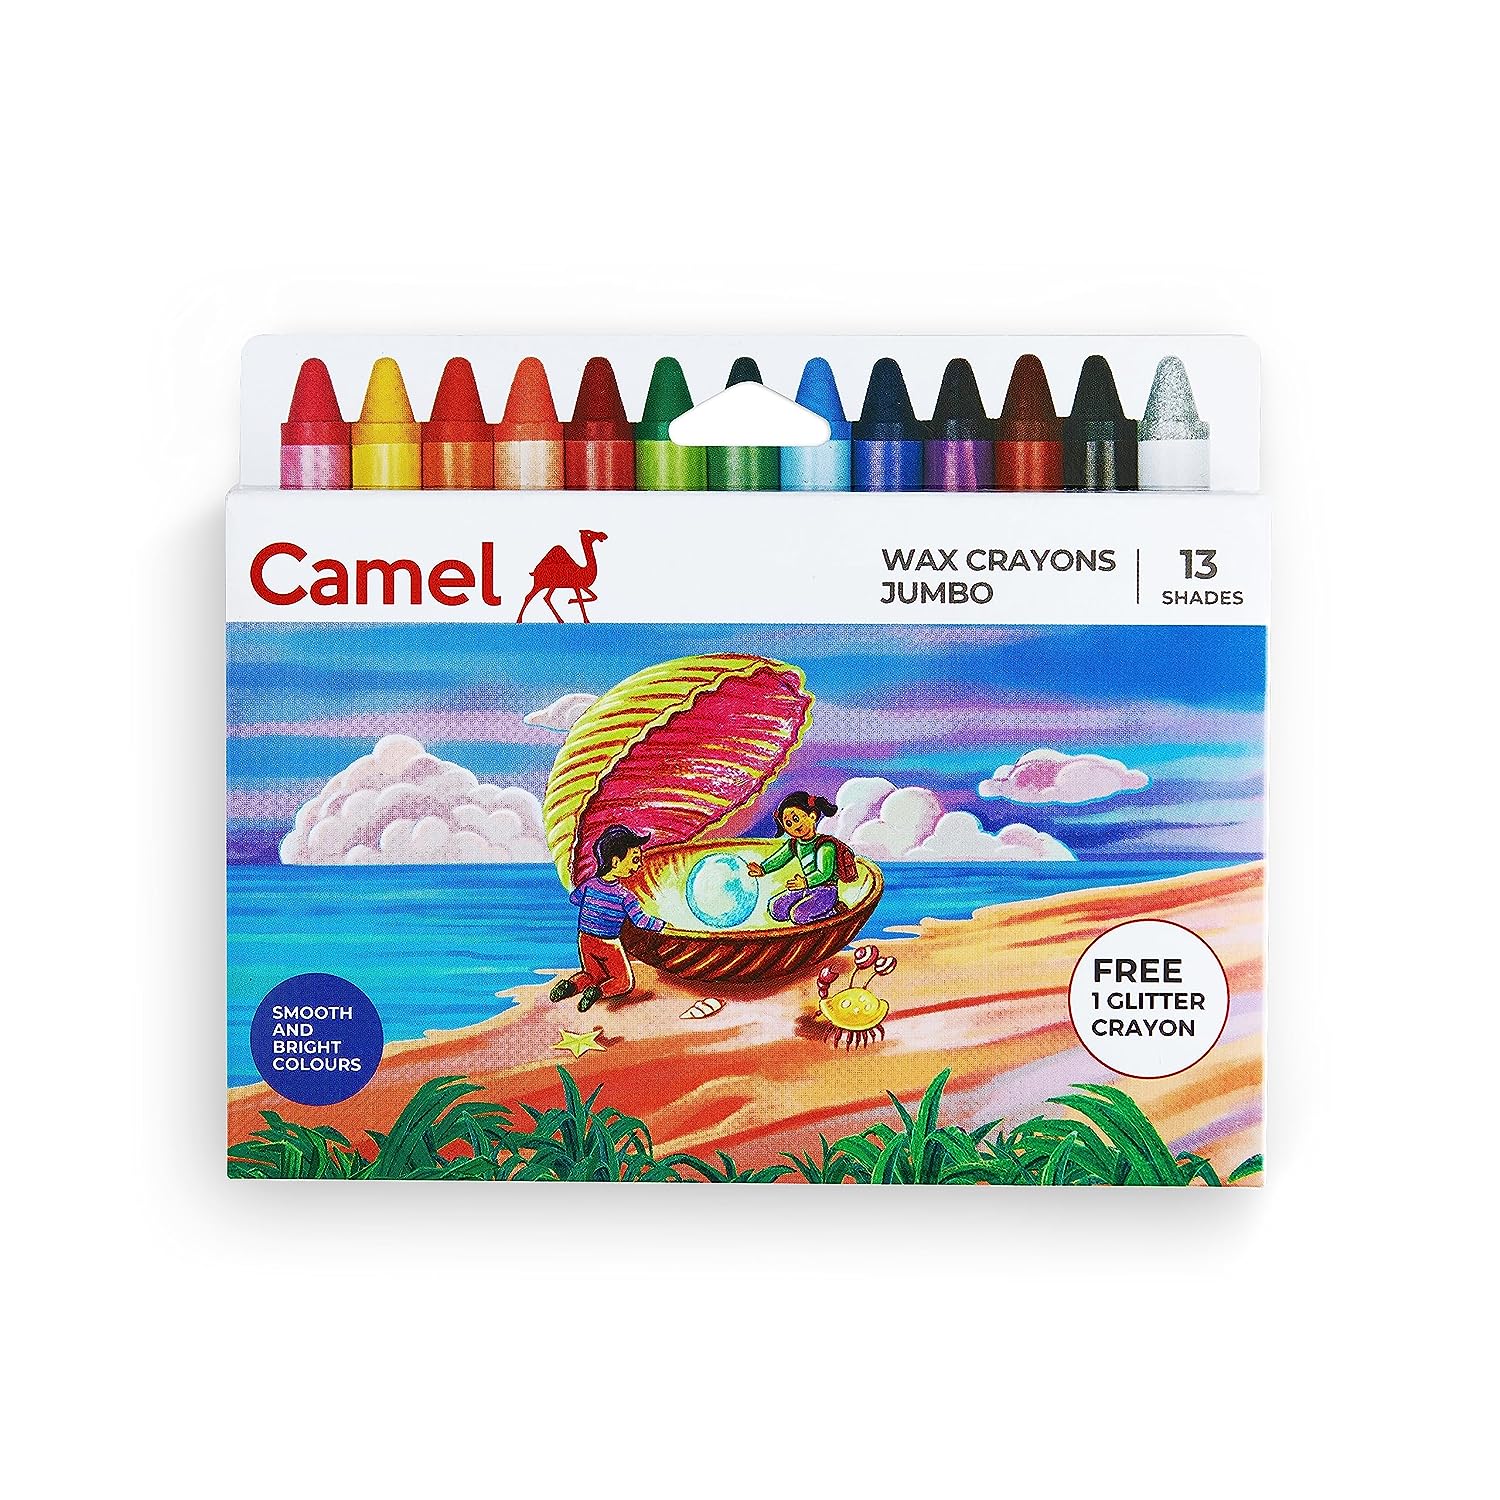 Camel
WAX CRAYONS
JUMBO
13
SHADES
SMOOTH
AND
BRIGHT
COLOURS
FREE
1 GLITTER
CRAYON